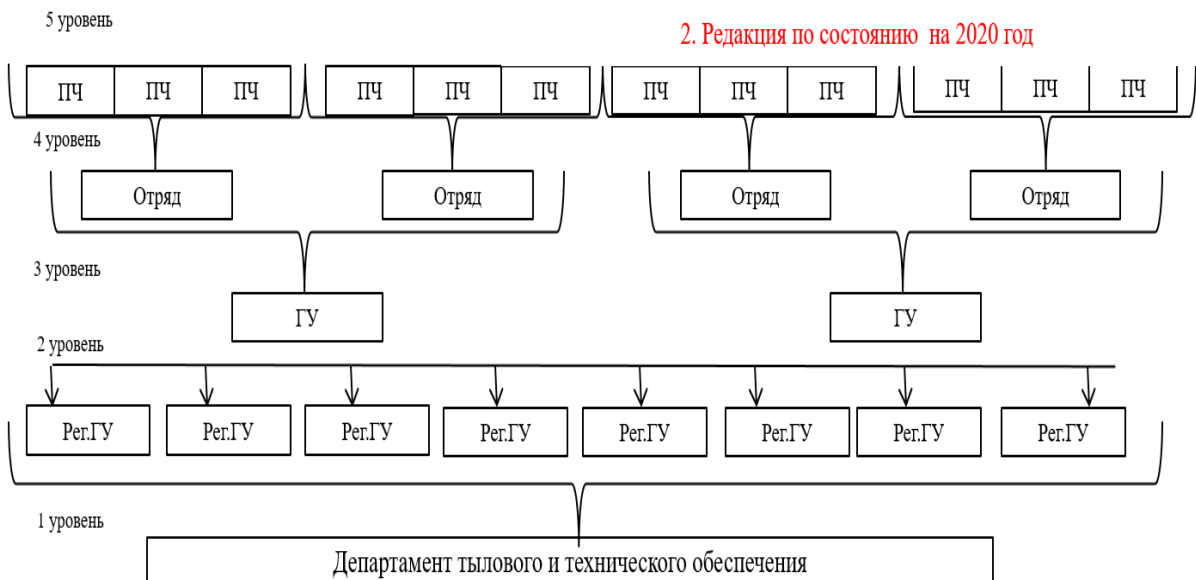 5 уровень
2. Редакция по состоянию на 2020 год
ПЧ ПЧ ПЧ ПЧ ПЧ ПЧ ПЧ ПЧ ПЧ ПЧ ПЧ ПЧ
4 уровень
Отряд Отряд Отряд Отряд
3 уровень
ГУ ГУ
2 уровень
Рег.ГУ Рег.ГУ Рег.ГУ Рег.ГУ Рег.ГУ Рег.ГУ Рег.ГУ Рег.ГУ
1 уровень
Департамент тылового и технического обеспечения